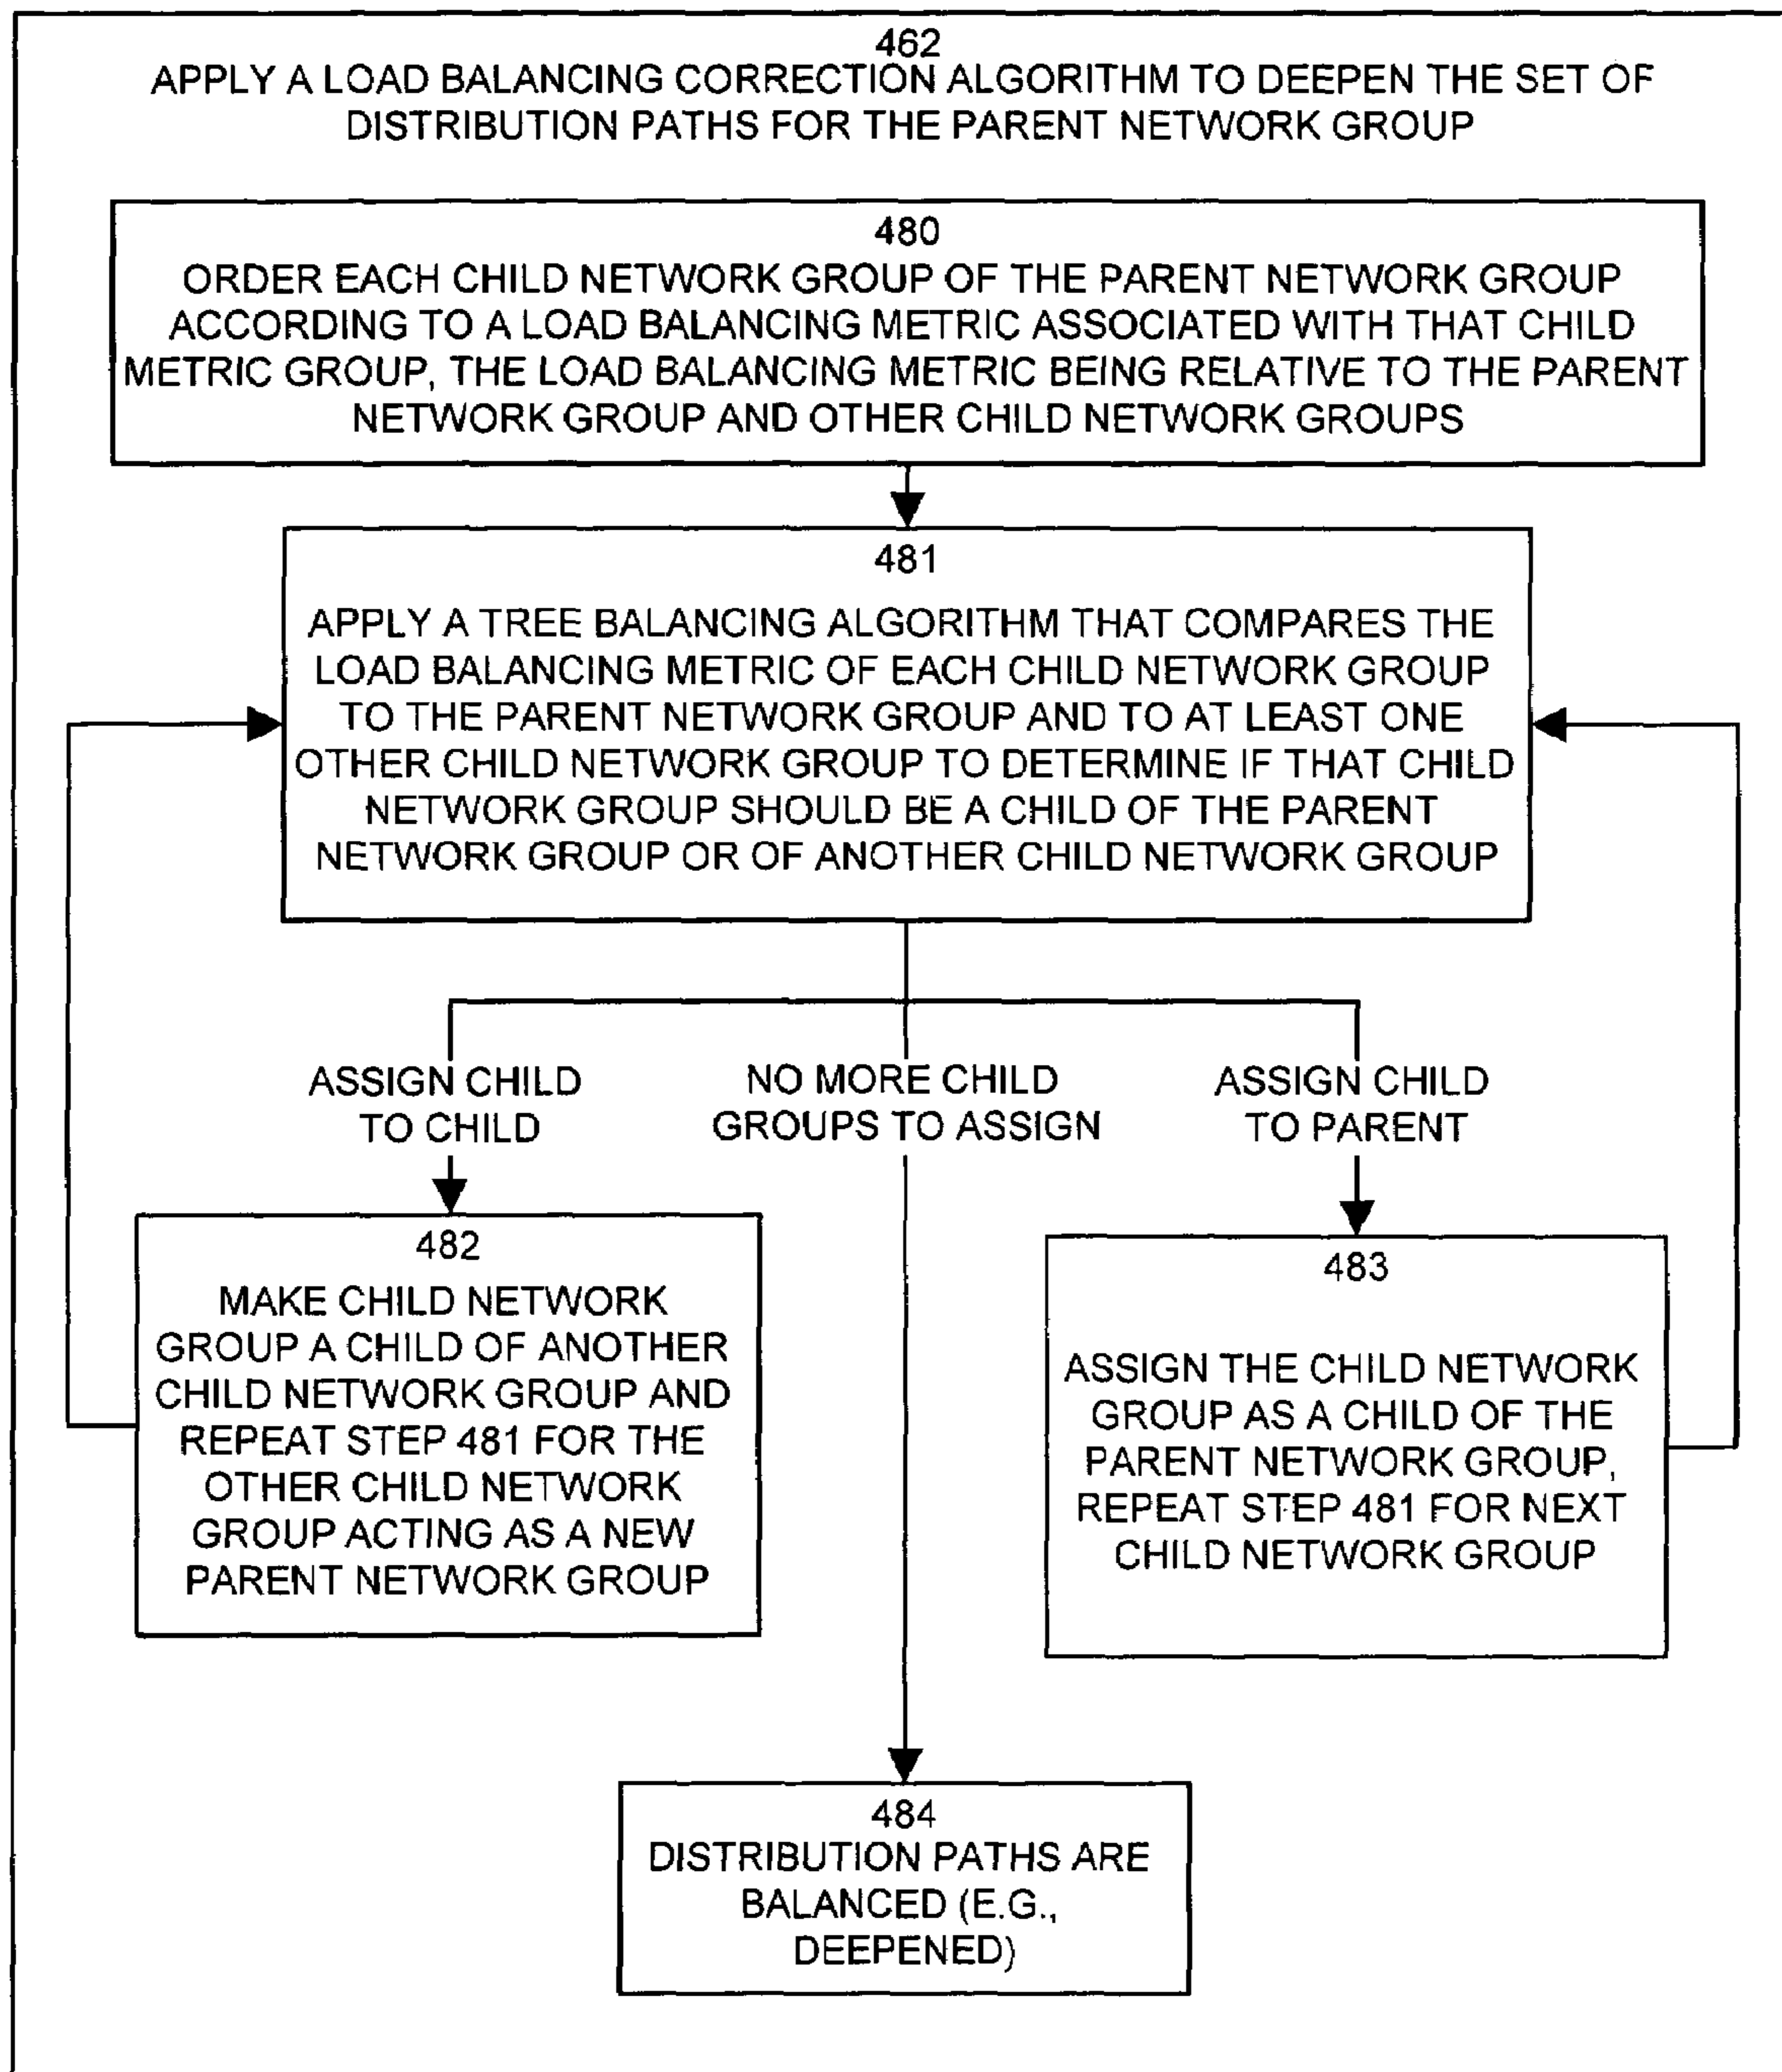 462
APPLY A LOAD BALANCING CORRECTION ALGORITHM TO DEEPEN THE SET OF
DISTRIBUTION PATHS FOR THE PARENT NETWORK GROUP
480
ORDER EACH CHILD NETWORK GROUP OF THE PARENT NETWORK GROUP
ACCORDING TO A LOAD BALANCING METRIC ASSOCIATED WITH THAT CHILD
METRIC GROUP, THE LOAD BALANCING METRIC BEING RELATIVE TO THE PARENT
NETWORK GROUP AND OTHER CHILD NETWORK GROUPS
481
APPLY A TREE BALANCING ALGORITHM THAT COMPARES THE
LOAD BALANCING METRIC OF EACH CHILD NETWORK GROUP
TO THE PARENT NETWORK GROUP AND TO AT LEAST ONE
OTHER CHILD NETWORK GROUP TO DETERMINE IF THAT CHILD
NETWORK GROUP SHOULD BE A CHILD OF THE PARENT
NETWORK GROUP OR OF ANOTHER CHILD NETWORK GROUP
ASSIGN CHILD
TO CHILD
NO MORE CHILD
GROUPS TO ASSIGN
ASSIGN CHILD
TO PARENT
482
MAKE CHILD NETWORK
GROUP A CHILD OF ANOTHER
CHILD NETWORK GROUP AND
REPEAT STEP 481 FOR THE
OTHER CHILD NETWORK
GROUP ACTING AS A NEW
PARENT NETWORK GROUP
483
ASSIGN THE CHILD NETWORK
GROUP AS A CHILD OF THE
PARENT NETWORK GROUP,
REPEAT STEP 481 FOR NEXT
CHILD NETWORK GROUP
484
DISTRIBUTION PATHS ARE
BALANCED (E.G.,
DEEPENED)